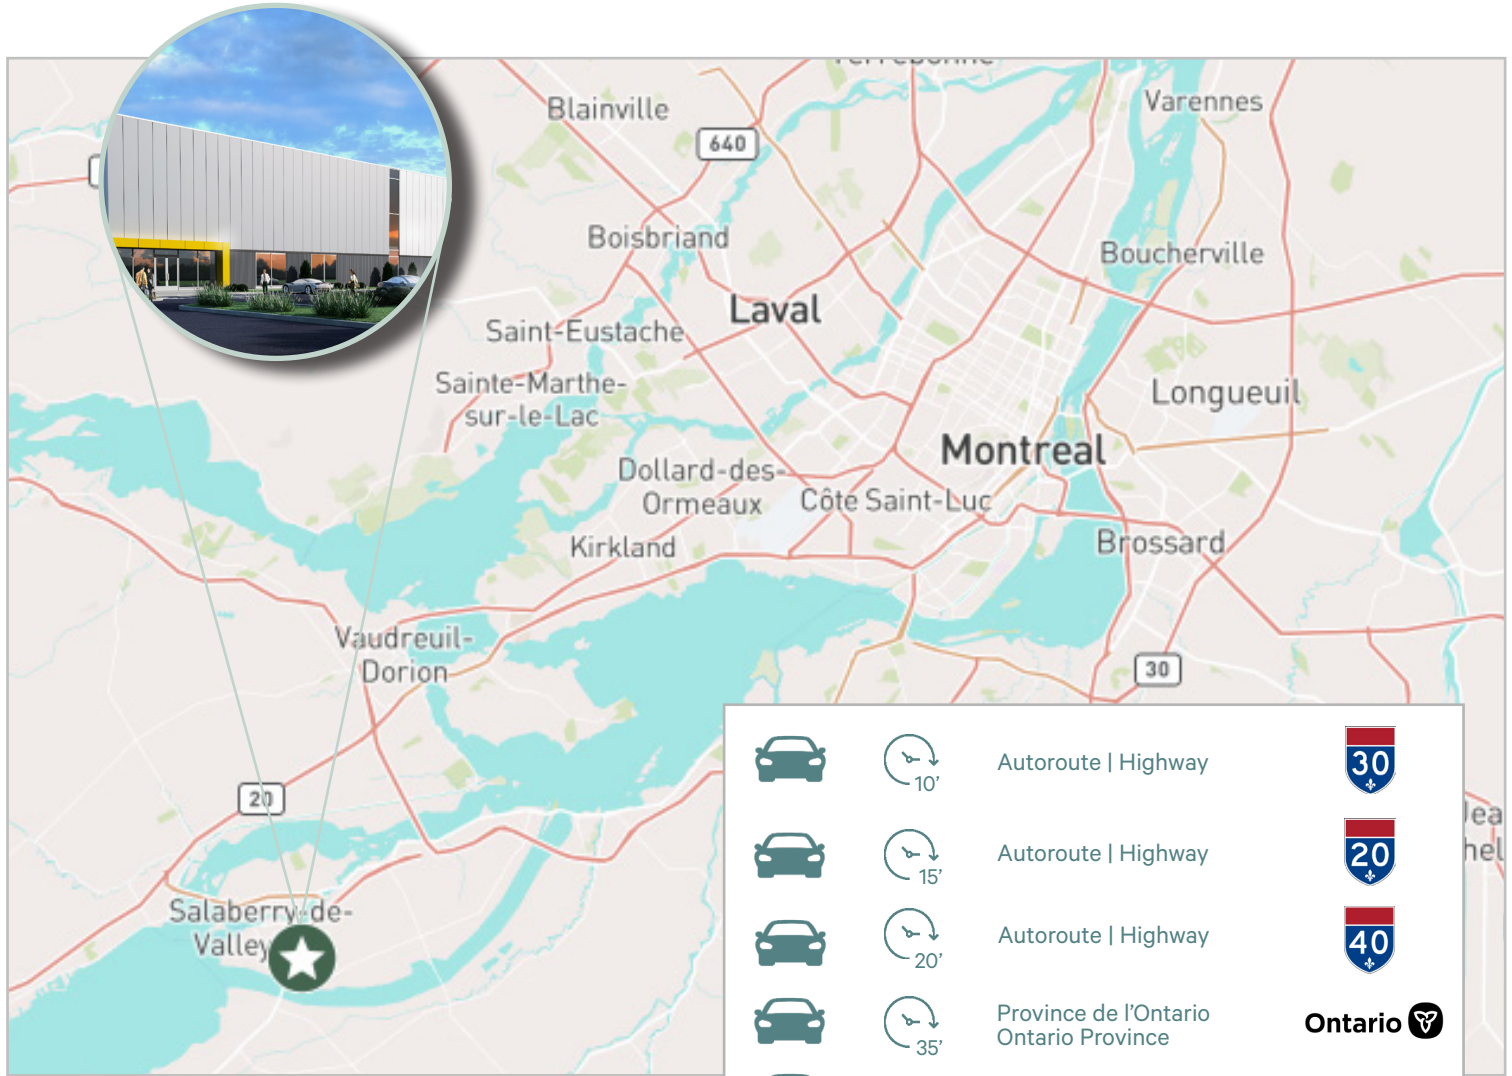 Blainville
640
Varennes
Boisbriand
Boucherville
Laval
Saint-Eustache
Sainte-Marthe-
sur-le-Lac
Longueuil
Montreal
Dollard-des-
Ormeaux
Côte Saint-Luc
Kirkland
Brossard
Vaudreuil-
Dorion
30
20
Salaberry-de-
Valley
10’
Autoroute | Highway
30
15’
Autoroute | Highway
20
20’
Autoroute | Highway
40
35’
Province de l’Ontario
Ontario Province
Ontario